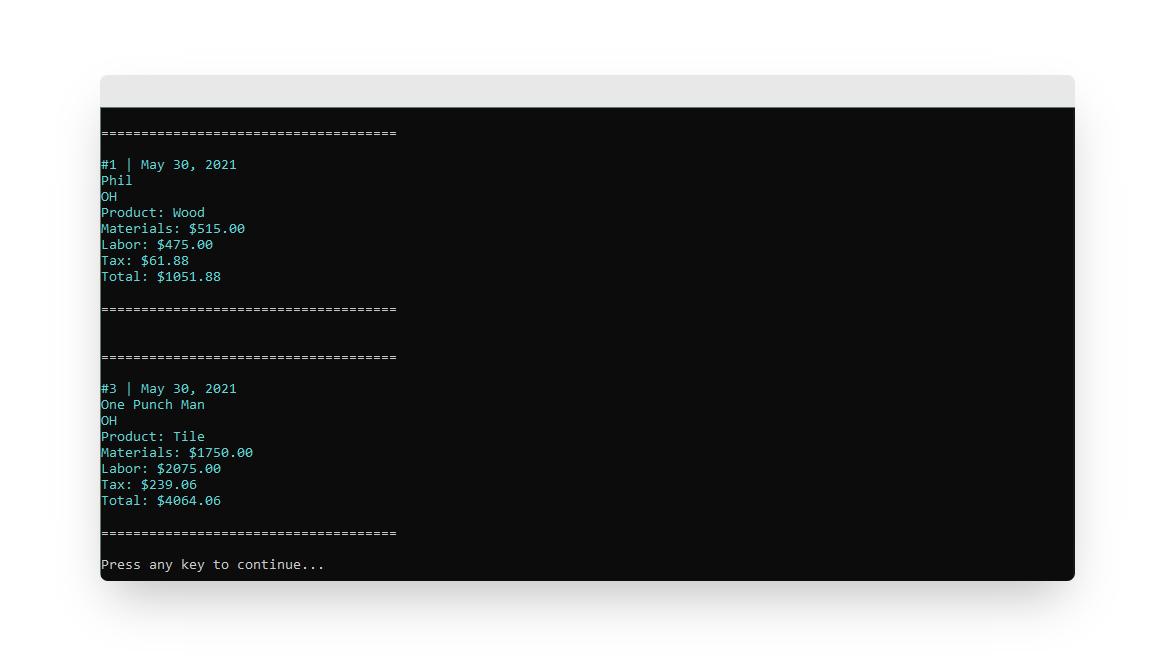 =====================================
#1 | May 30, 2021
Phil
OH
Product: Wood
Materials: $515.00
Labor: $475.00
Tax: $61.88
Total: $1051.88
=====================================
=====================================
#3 | May 30, 2021
One Punch Man
OH
Product: Tile
Materials: $1750.00
Labor: $2075.00
Tax: $239.06
Total: $4064.06
=====================================
Press any key to continue...